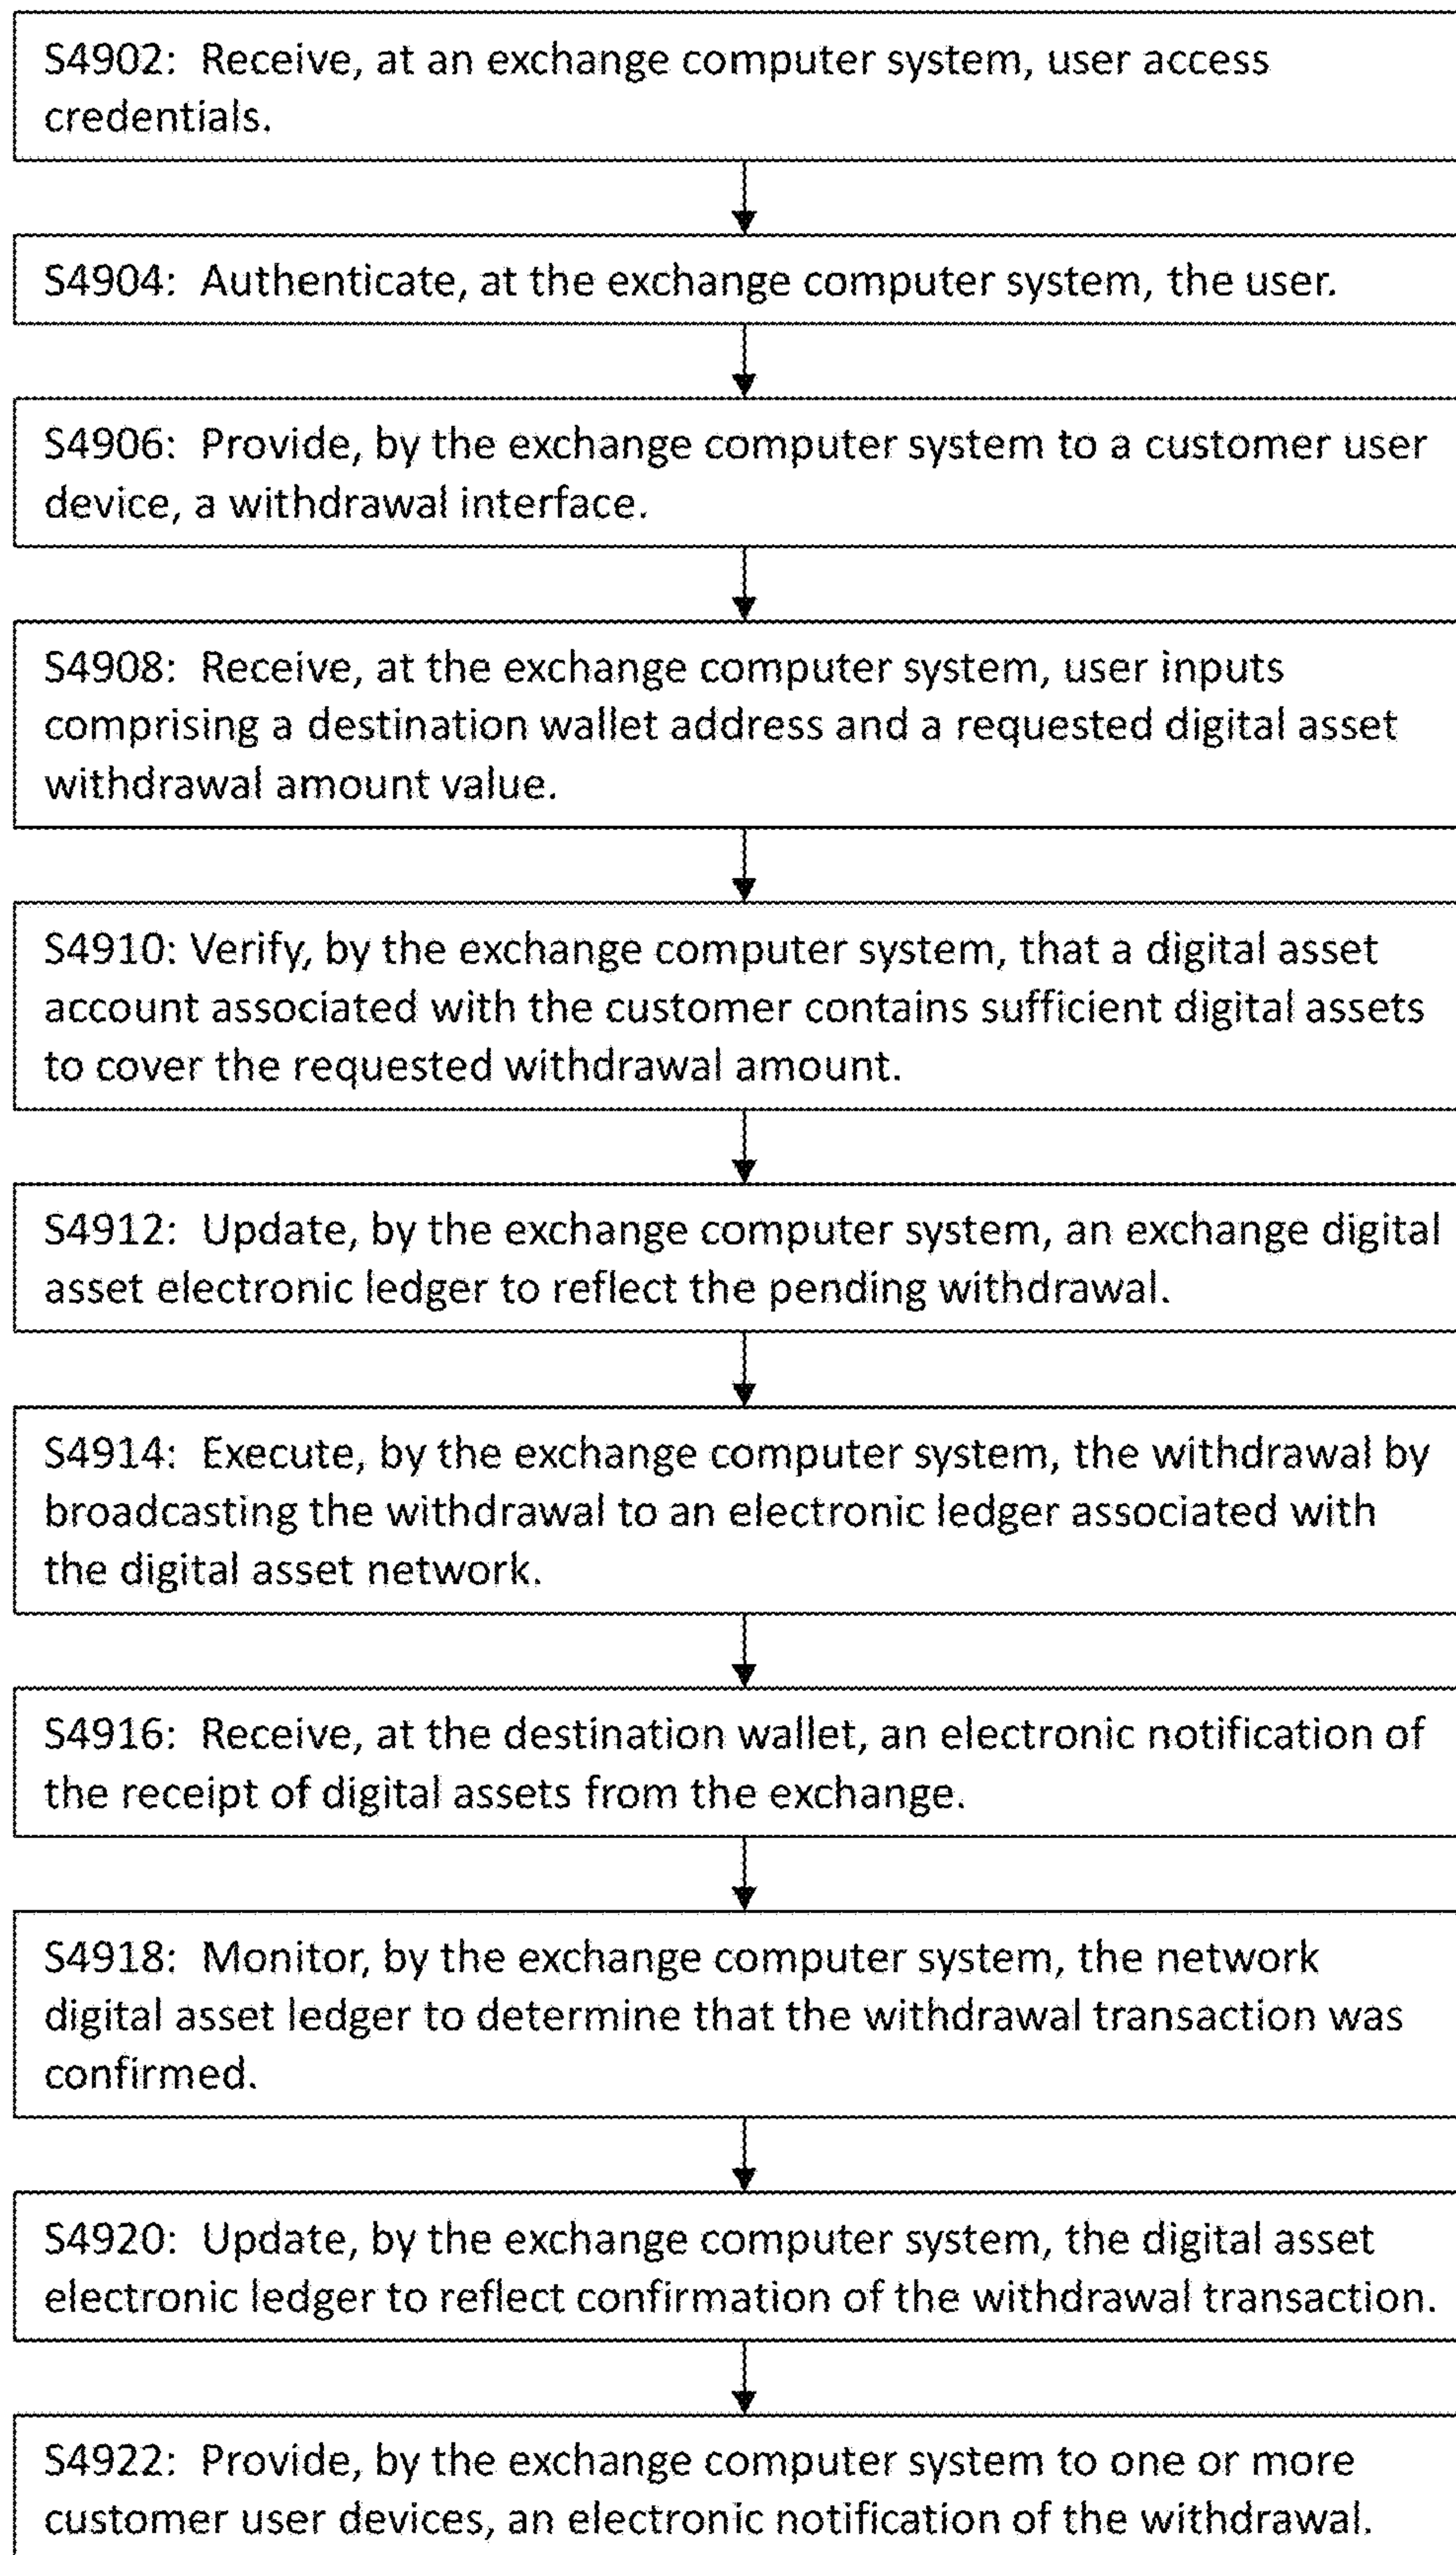 S4902: Receive, at an exchange computer system, user access
credentials.
S4904: Authenticate, at the exchange computer system, the user.
S4906: Provide, by the exchange computer system to a customer user
device, a withdrawal interface.
S4908: Receive, at the exchange computer system, user inputs
comprising a destination wallet address and a requested digital asset
withdrawal amount value.
S4910: Verify, by the exchange computer system, that a digital asset
account associated with the customer contains sufficient digital assets
to cover the requested withdrawal amount.
S4912: Update, by the exchange computer system, an exchange digital
asset electronic ledger to reflect the pending withdrawal.
S4914: Execute, by the exchange computer system, the withdrawal by
broadcasting the withdrawal to an electronic ledger associated with
the digital asset network.
S4916: Receive, at the destination wallet, an electronic notification of
the receipt of digital assets from the exchange.
S4918: Monitor, by the exchange computer system, the network
digital asset ledger to determine that the withdrawal transaction was
confirmed.
S4920: Update, by the exchange computer system, the digital asset
electronic ledger to reflect confirmation of the withdrawal transaction.
S4922: Provide, by the exchange computer system to one or more
customer user devices, an electronic notification of the withdrawal.